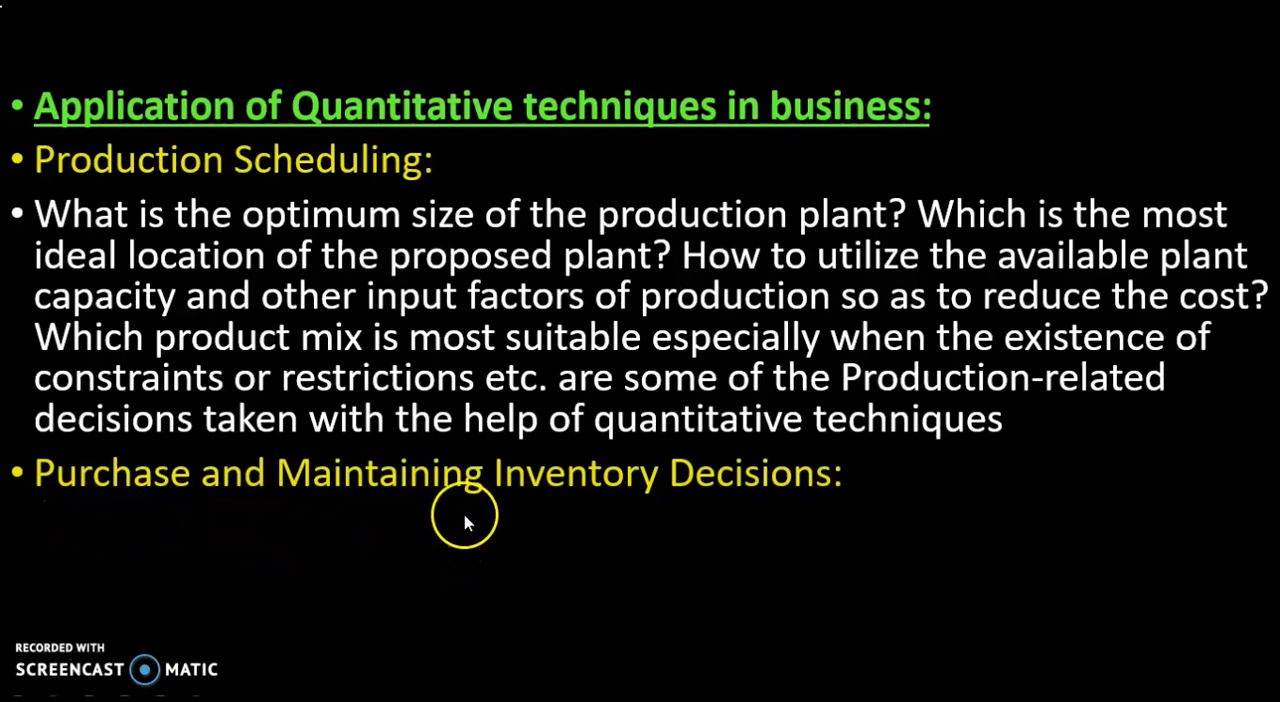 • Application of Quantitative techniques in business:
• Production Scheduling:
• What is the optimum size of the production plant? Which is the most
ideal location of the proposed plant? How to utilize the available plant
capacity and other input factors of production so as to reduce the cost?
Which product mix is most suitable especially when the existence of
constraints or restrictions etc. are some of the Production-related
decisions taken with the help of quantitative techniques
• Purchase and Maintaining Inventory Decisions:
RECORDED WITH
SCREENCAST MATIC